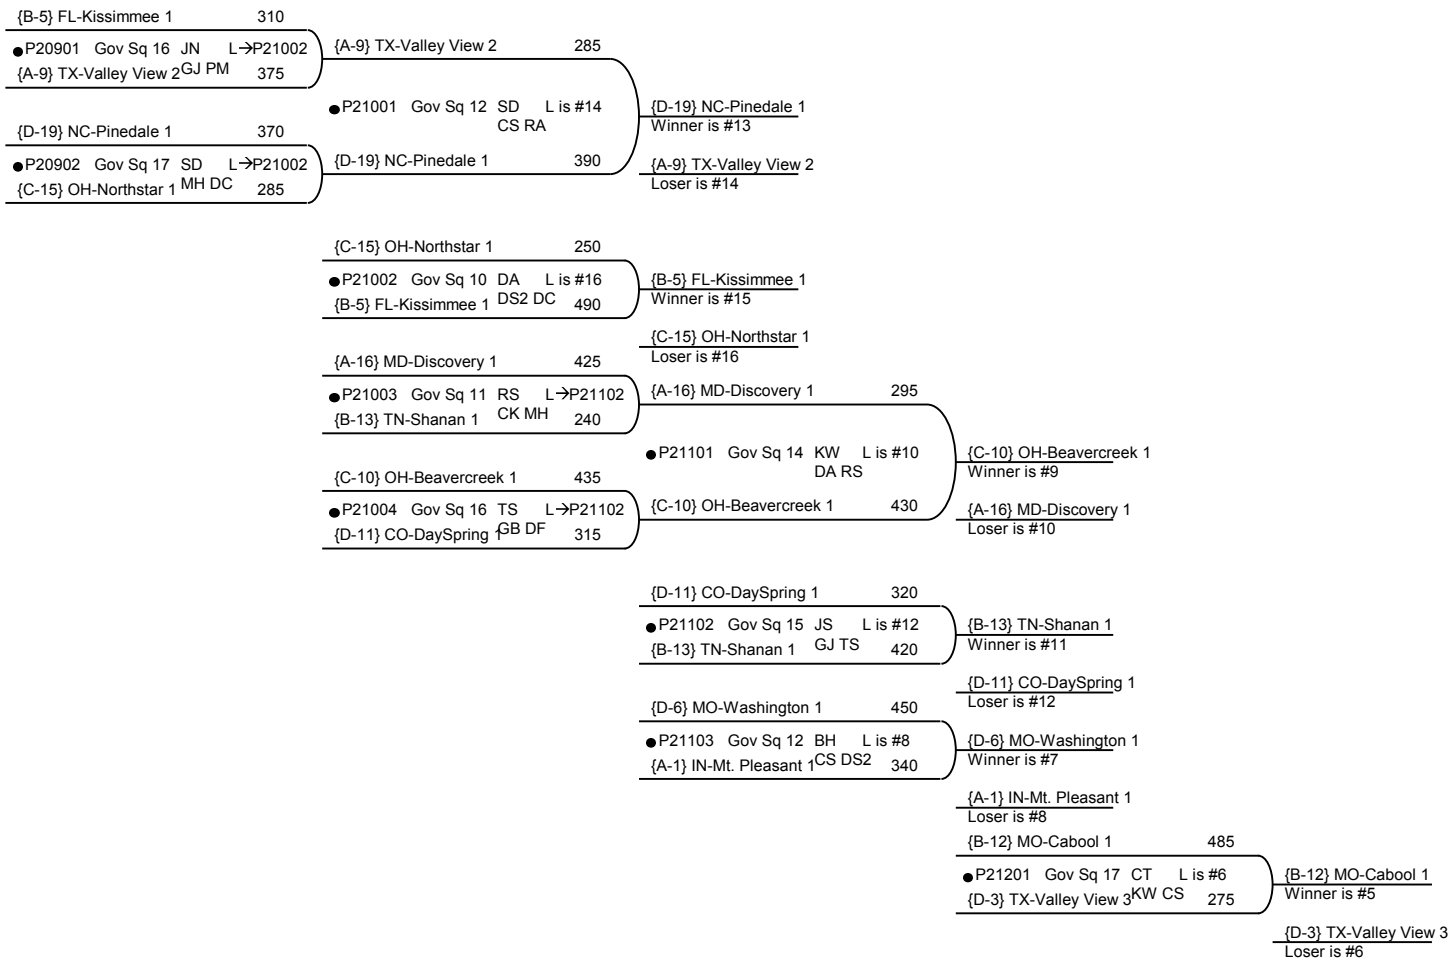 {B-5} FL-Kissimmee 1 310
●P20901 Gov Sq 16 JN L→P21002
GJ PM
{A-9} TX-Valley View 2 375
{D-19} NC-Pinedale 1 370
●P20902 Gov Sq 17 SD L→P21002
MH DC
{C-15} OH-Northstar 1 285
{A-9} TX-Valley View 2 285
●P21001 Gov Sq 12 SD L is #14
CS RA
{D-19} NC-Pinedale 1 390
{D-19} NC-Pinedale 1
Winner is #13
{A-9} TX-Valley View 2
Loser is #14
{C-15} OH-Northstar 1 250
●P21002 Gov Sq 10 DA L is #16
DS2 DC
{B-5} FL-Kissimmee 1 490
{B-5} FL-Kissimmee 1
Winner is #15
{C-15} OH-Northstar 1
Loser is #16
{A-16} MD-Discovery 1 425
●P21003 Gov Sq 11 RS L→P21102
CK MH
{B-13} TN-Shanan 1 240
{C-10} OH-Beavercreek 1 435
●P21004 Gov Sq 16 TS L→P21102
GB DF
{D-11} CO-DaySpring 1 315
{A-16} MD-Discovery 1 295
●P21101 Gov Sq 14 KW L is #10
DA RS
{C-10} OH-Beavercreek 1 430
{C-10} OH-Beavercreek 1
Winner is #9
{A-16} MD-Discovery 1
Loser is #10
{D-11} CO-DaySpring 1 320
●P21102 Gov Sq 15 JS L is #12
GJ TS
{B-13} TN-Shanan 1 420
{B-13} TN-Shanan 1
Winner is #11
{D-11} CO-DaySpring 1
Loser is #12
{D-6} MO-Washington 1 450
●P21103 Gov Sq 12 BH L is #8
CS DS2
{A-1} IN-Mt. Pleasant 1 340
{D-6} MO-Washington 1
Winner is #7
{A-1} IN-Mt. Pleasant 1
Loser is #8
{B-12} MO-Cabool 1 485
●P21201 Gov Sq 17 CT L is #6
KW CS
{D-3} TX-Valley View 3 275
{B-12} MO-Cabool 1
Winner is #5
{D-3} TX-Valley View 3
Loser is #6